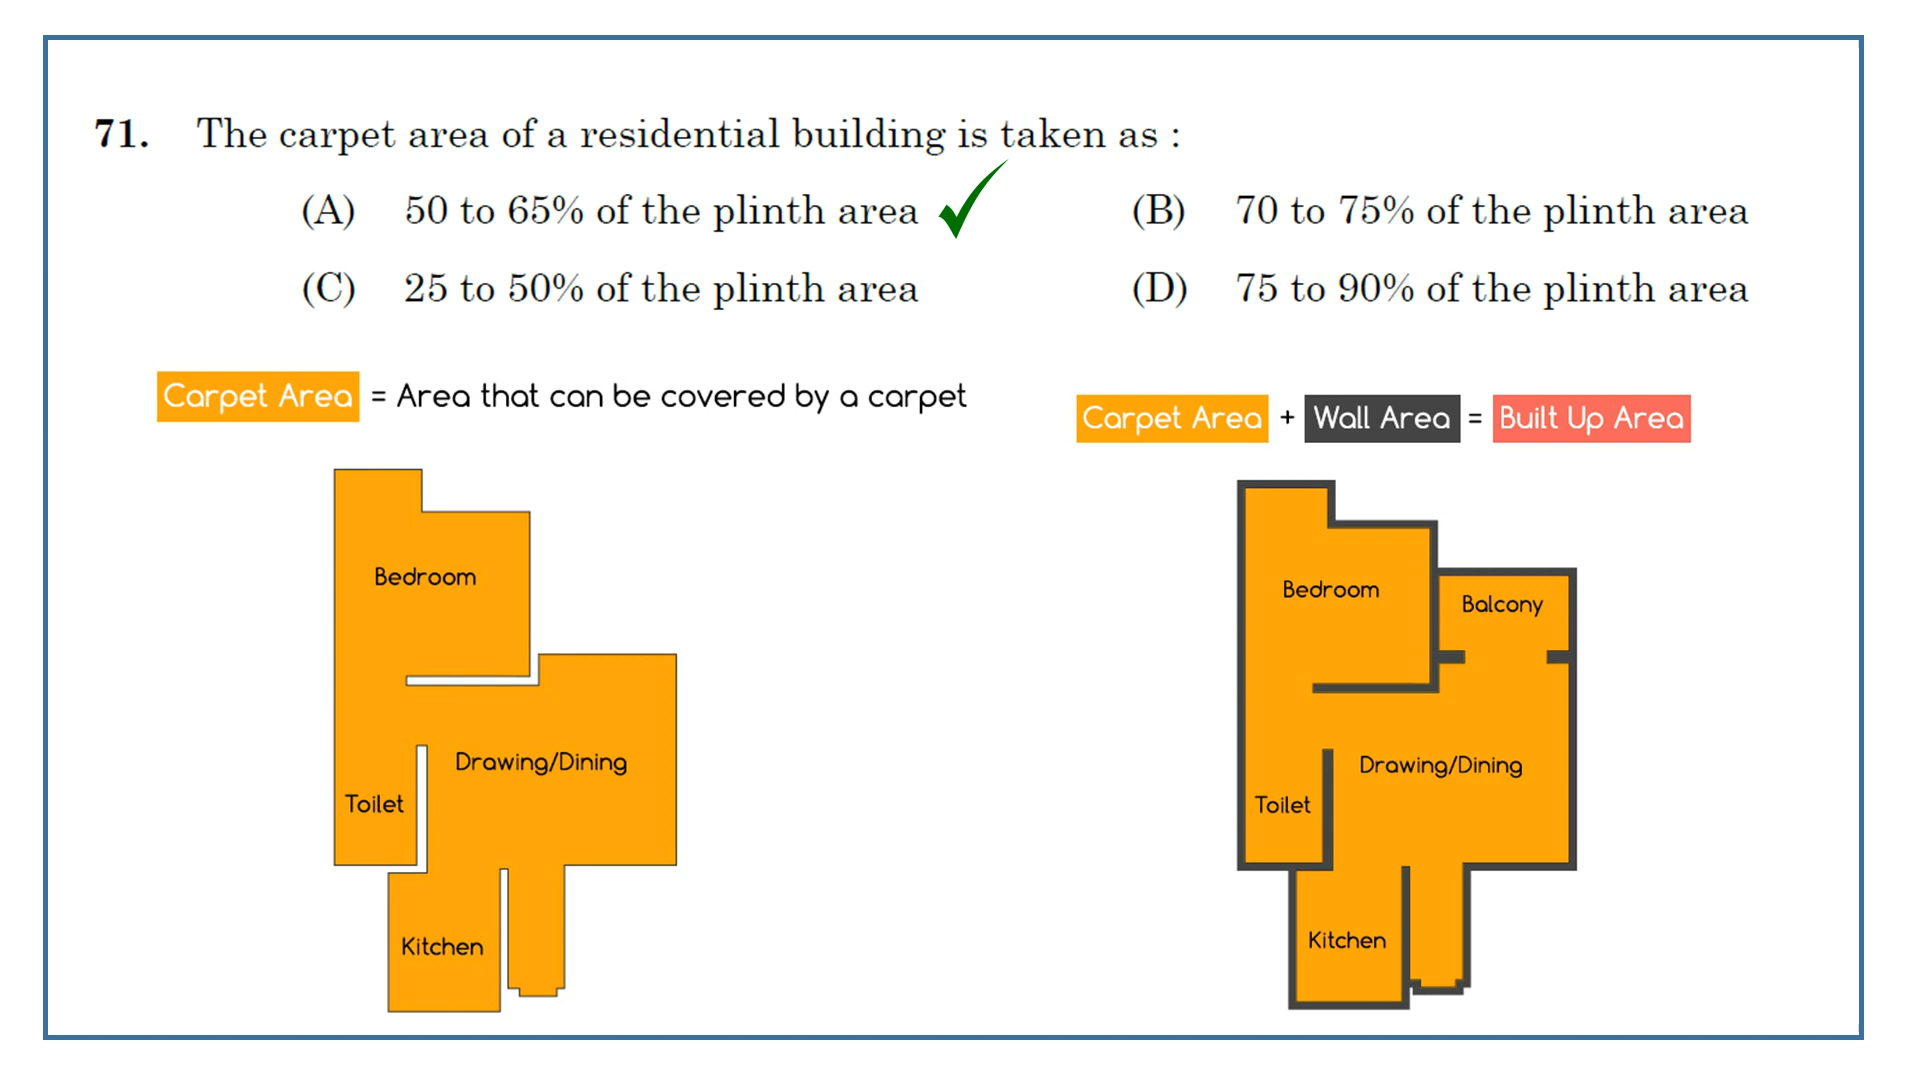 71. The carpet area of a residential building is taken as :
(A) 50 to 65% of the plinth area
(B) 70 to 75% of the plinth area
(C) 25 to 50% of the plinth area
(D) 75 to 90% of the plinth area
Carpet Area = Area that can be covered by a carpet
Carpet Area + Wall Area = Built Up Area
Bedroom
Drawing/Dining
Toilet
Kitchen
Bedroom
Balcony
Drawing/Dining
Toilet
Kitchen